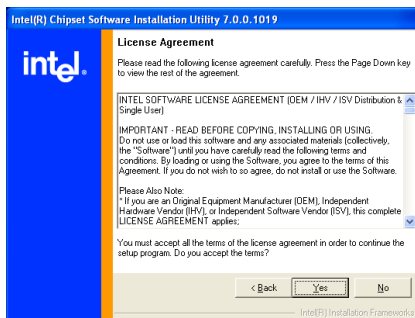 Intel(R) Chipset Software Installation Utility 7.0.0.1019
intel®
License Agreement
Please read the following license agreement carefully. Press the Page Down key
to view the rest of the agreement.
INTEL SOFTWARE LICENSE AGREEMENT (OEM / IHV / ISV Distribution &
Single User)
IMPORTANT - READ BEFORE COPYING, INSTALLING OR USING.
Do not use or load this software and any associated materials (collectively,
the "Software") until you have carefully read the following terms and
conditions. By loading or using the Software, you agree to the terms of this
Agreement. If you do not wish to so agree, do not install or use the Software.
Please Also Note:
* If you are an Original Equipment Manufacturer (OEM), Independent
Hardware Vendor (IHV), or Independent Software Vendor (ISV), this complete
LICENSE AGREEMENT applies;
You must accept all the terms of the license agreement in order to continue the
setup program. Do you accept the terms?
< Back
Yes
No
Intel(R) Installation Frameworks